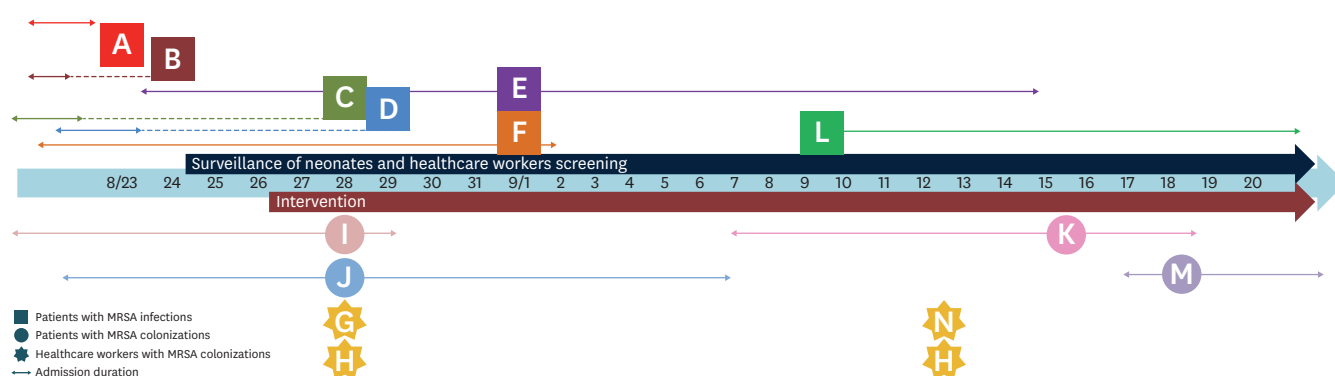 A
B
C
D
E
F
L
Surveillance of neonates and healthcare workers screening
8/23 24 25 26 27 28 29 30 31 9/1 2 3 4 5 6 7 8 9 10 11 12 13 14 15 16 17 18 19 20
Intervention
I
K
J
M
G
N
H
H
Patients with MRSA infections
Patients with MRSA colonizations
Healthcare workers with MRSA colonizations
Admission duration